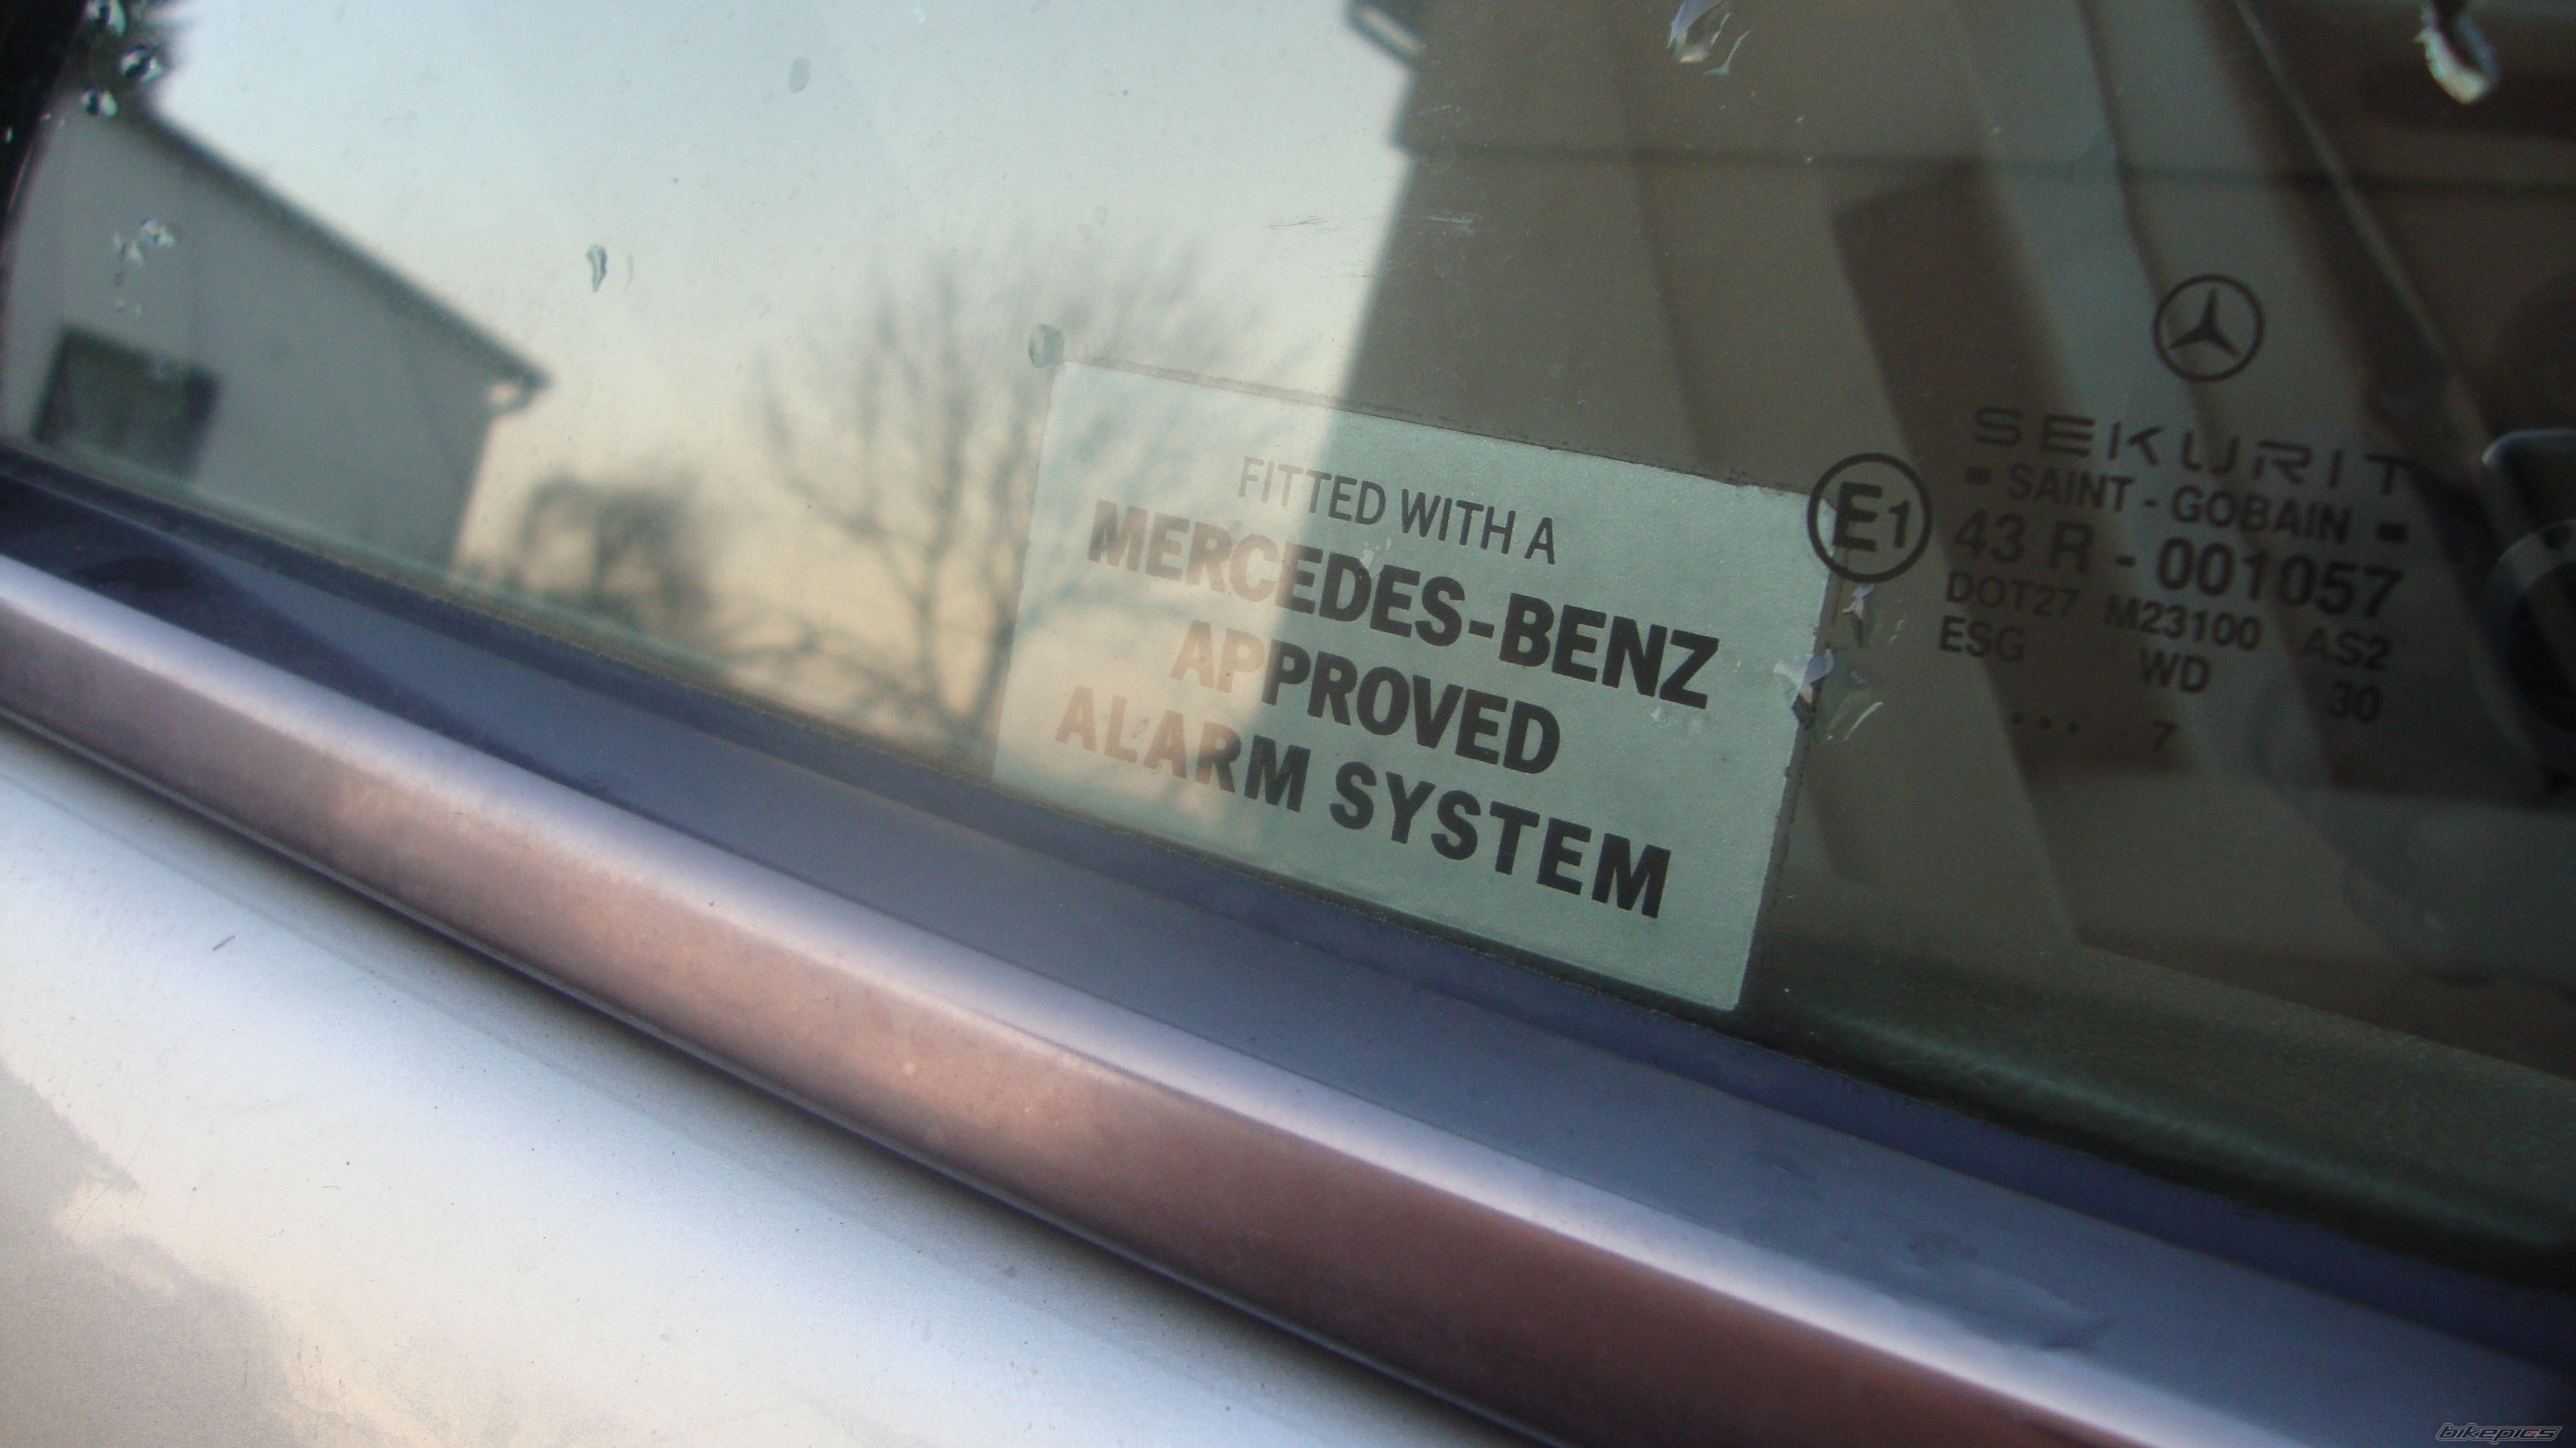 FITTED WITH A
MERCEDES-BENZ
APPROVED
ALARM SYSTEM
SEKURIT
SAINT - GOBAIN
E1
43 R - 001057
DOT27 M23100 AS2
ESG WD 30
... 7
bikepics